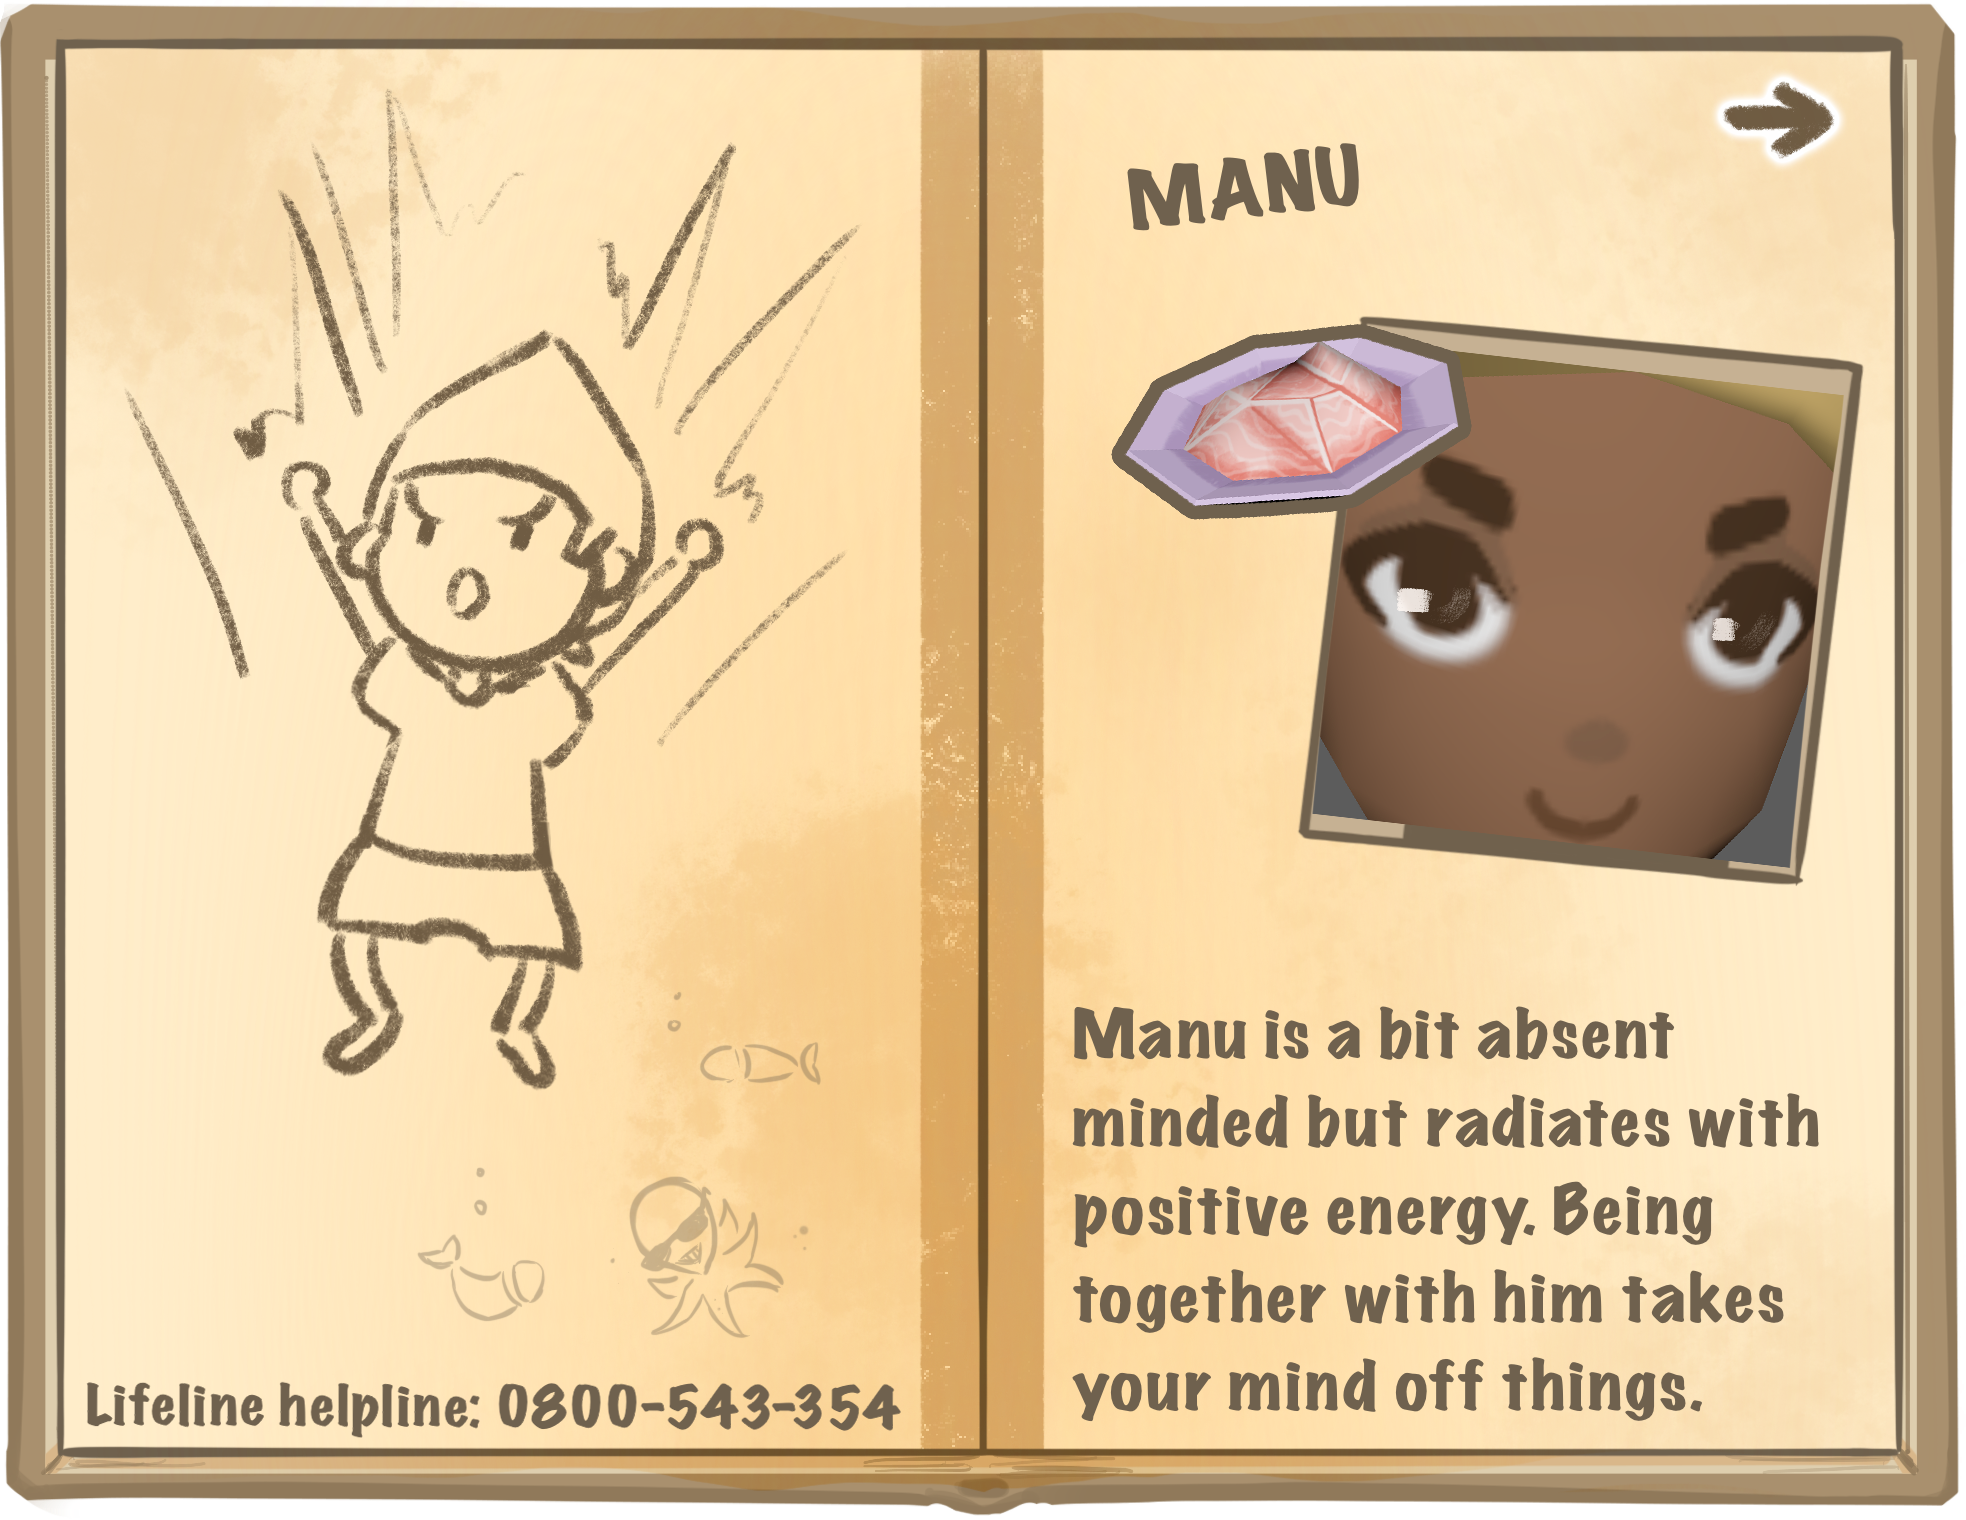 Lifeline helpline: 0800-543-354
MANU
Manu is a bit absent
minded but radiates with
positive energy. Being
together with him takes
your mind off things.